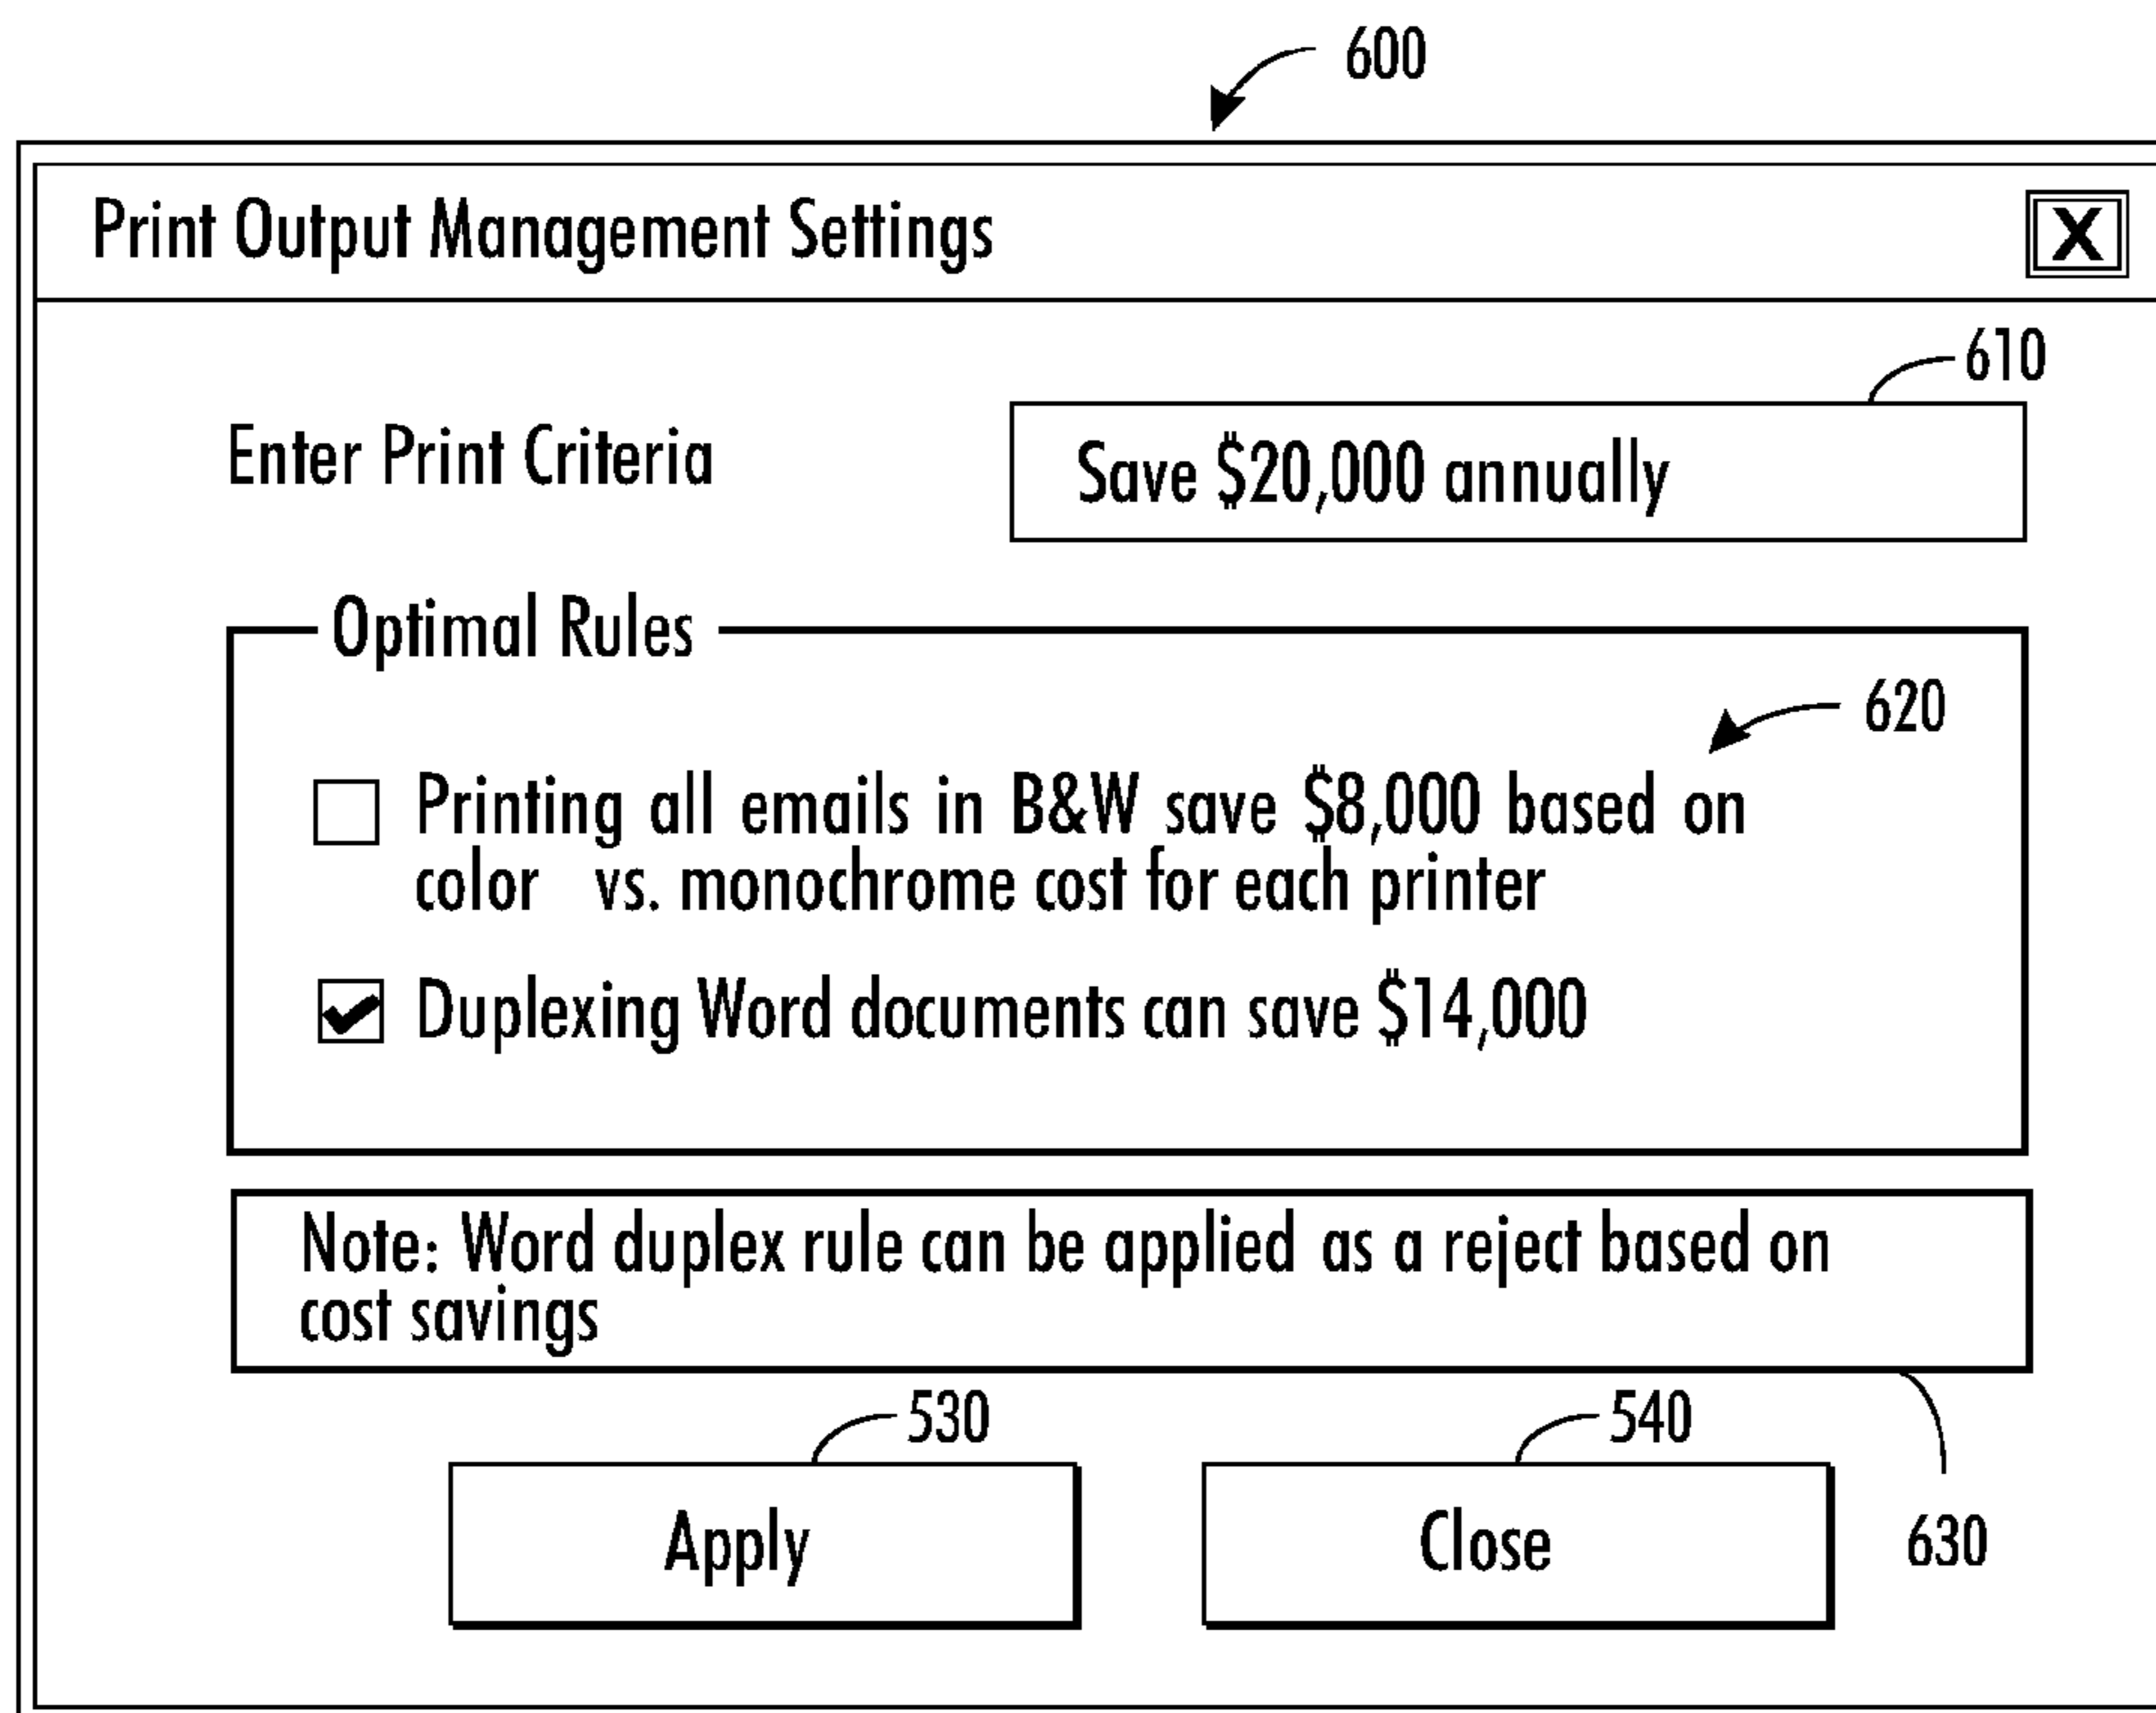 600
Print Output Management Settings X
610
Enter Print Criteria Save $20,000 annually
Optimal Rules
620
Printing all emails in B&W save $8,000 based on
color vs. monochrome cost for each printer
Duplexing Word documents can save $14,000
Note: Word duplex rule can be applied as a reject based on
cost savings
530 540
Apply Close 630